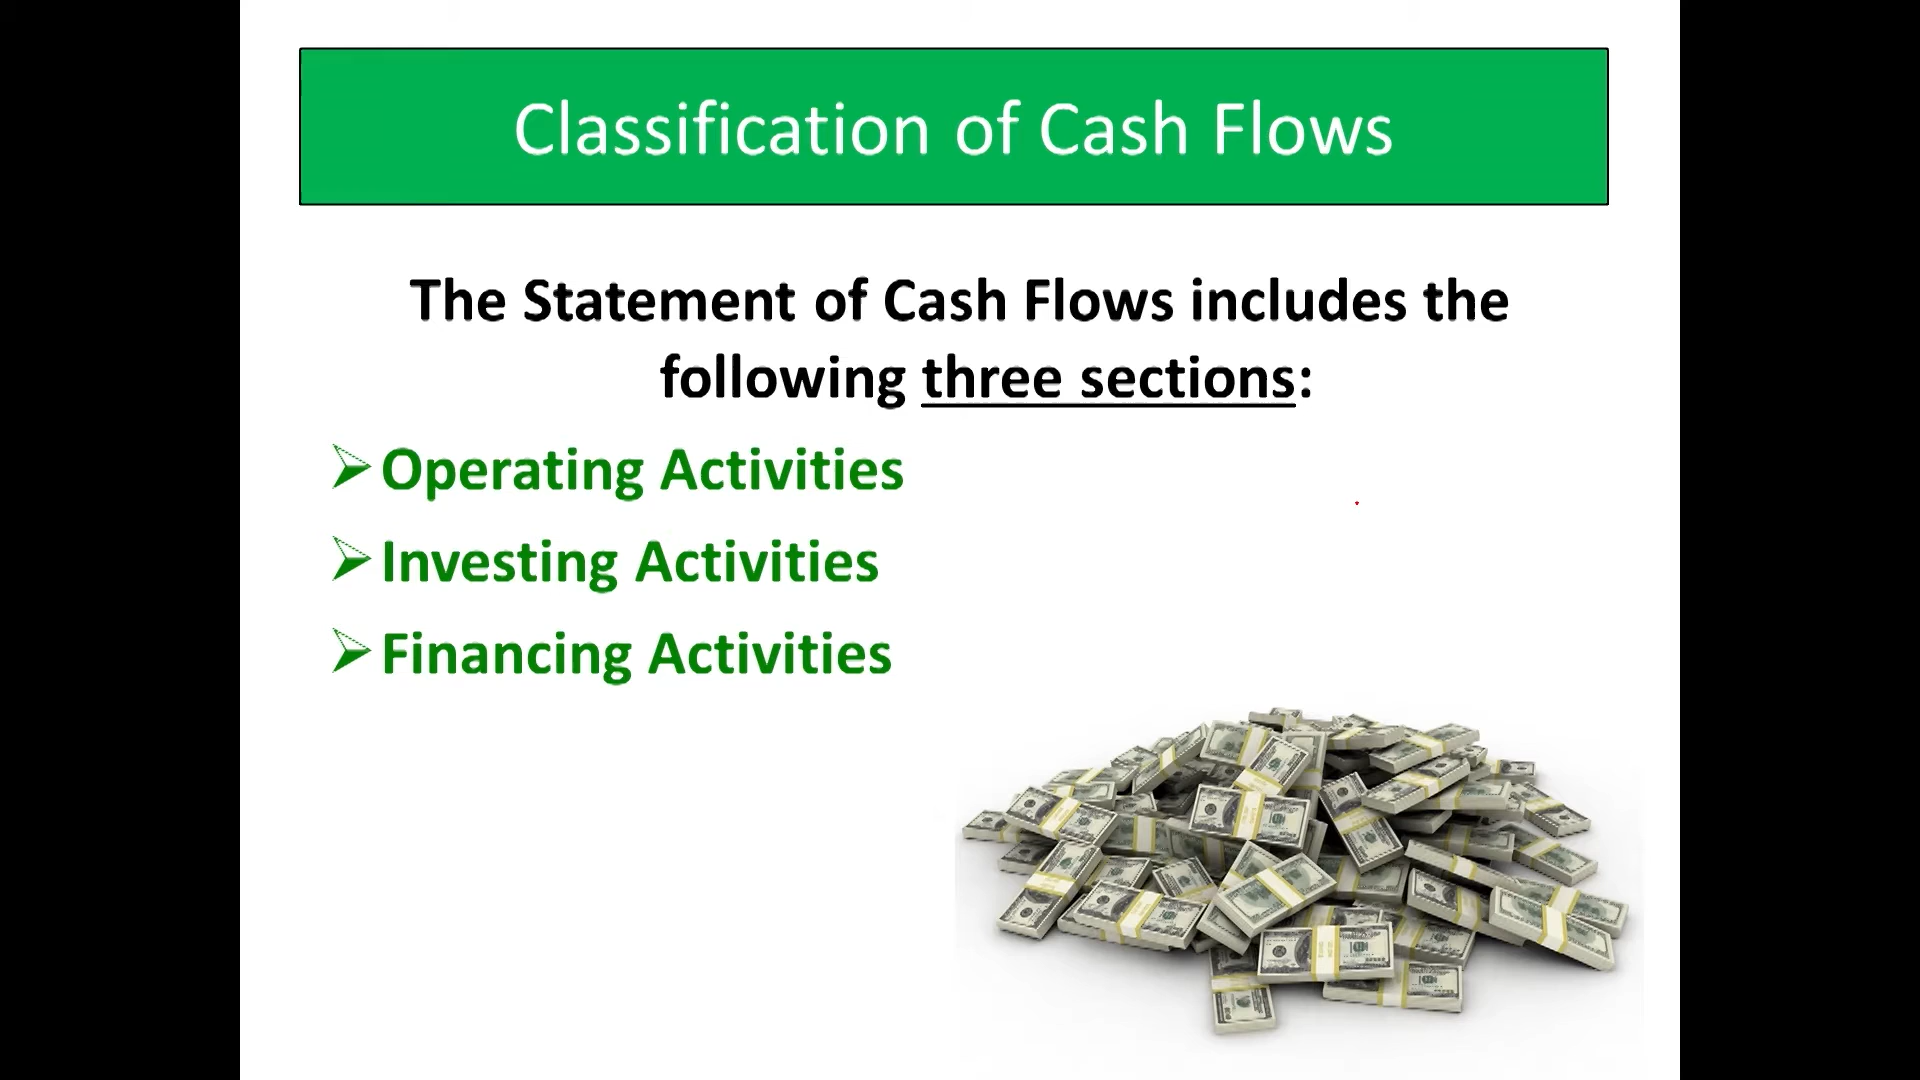 Classification of Cash Flows
The Statement of Cash Flows includes the
following three sections:
Operating Activities
Investing Activities
Financing Activities